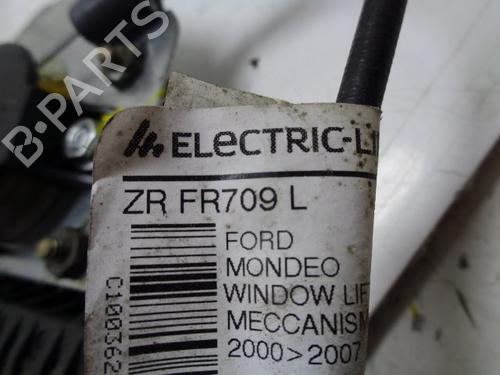 B-PARTS
ELECTRIC-LI
ZR FR709 L
FORD
MONDEO
WINDOW LIF
MECCANISM
2000>2007
C100362